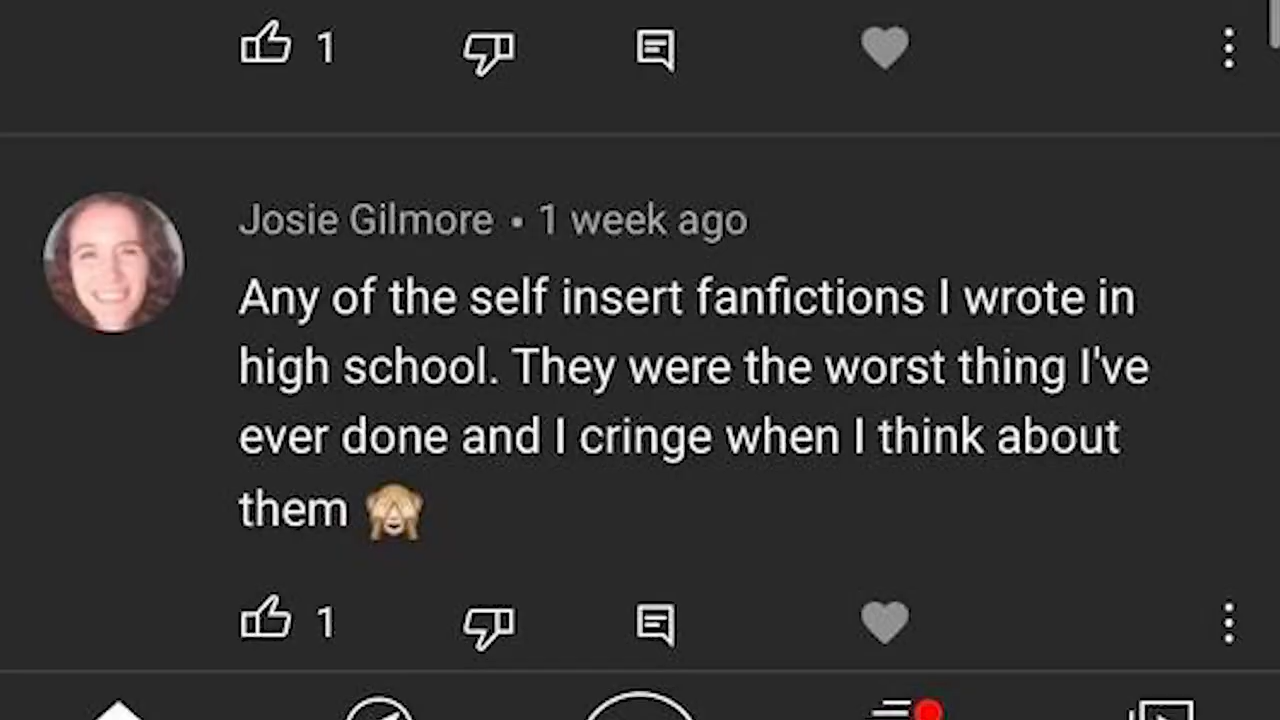 1
Josie Gilmore • 1 week ago
Any of the self insert fanfictions I wrote in
high school. They were the worst thing I've
ever done and I cringe when I think about
them 🙈
1